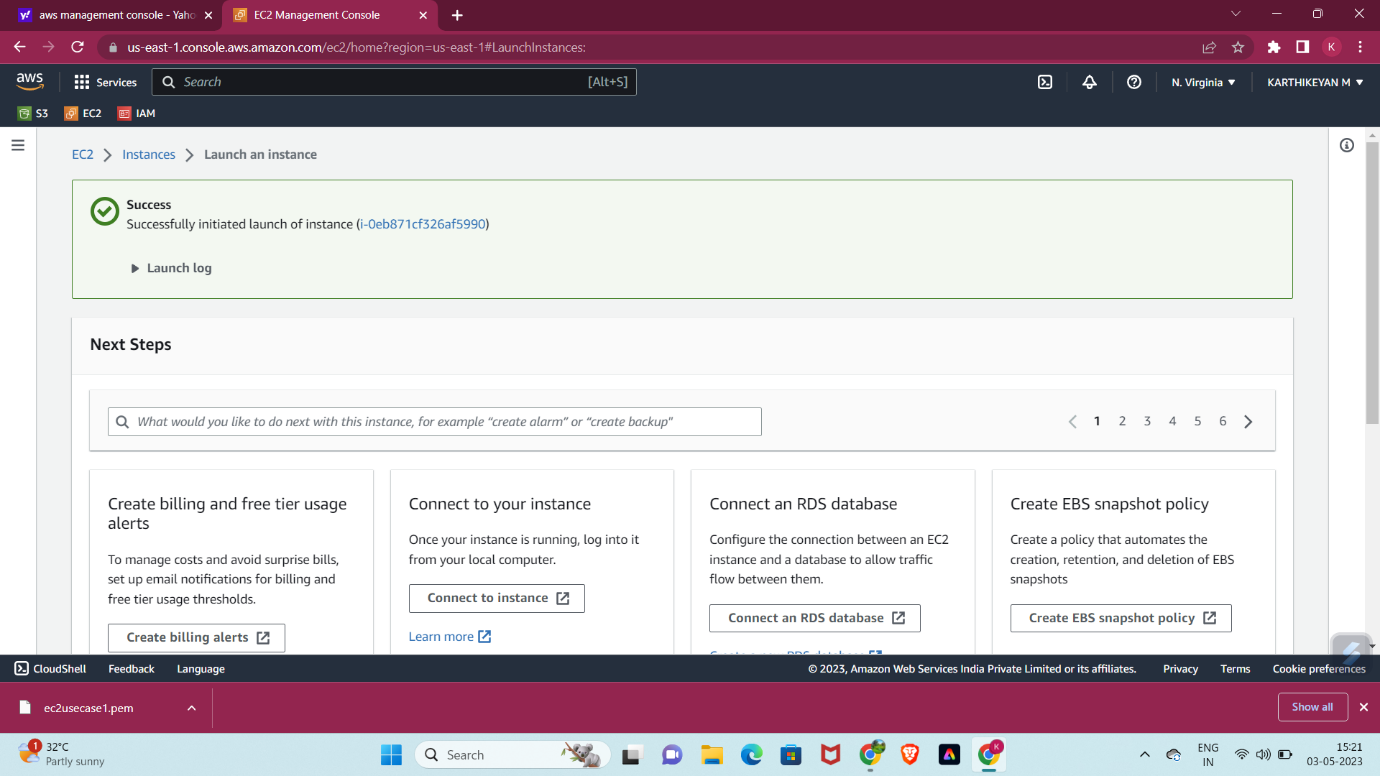 aws management console - Yaho
EC2 Management Console
us-east-1.console.aws.amazon.com/ec2/home?region=us-east-1#LaunchInstances:
K
aws
Services
Search
[Alt+S]
N. Virginia
KARTHIKEYAN M
S3
EC2
IAM
EC2
Instances
Launch an instance
Success
Successfully initiated launch of instance (i-0eb871cf326af5990)
Launch log
Next Steps
What would you like to do next with this instance, for example "create alarm" or "create backup"
1 2 3 4 5 6
Create billing and free tier usage
alerts
To manage costs and avoid surprise bills,
set up email notifications for billing and
free tier usage thresholds.
Create billing alerts
Connect to your instance
Once your instance is running, log into it
from your local computer.
Connect to instance
Learn more
Connect an RDS database
Configure the connection between an EC2
instance and a database to allow traffic
flow between them.
Connect an RDS database
Create EBS snapshot policy
Create a policy that automates the
creation, retention, and deletion of EBS
snapshots
Create EBS snapshot policy
CloudShell
Feedback
Language
© 2023, Amazon Web Services India Private Limited or its affiliates.
Privacy
Terms
Cookie preferences
ec2usecase1.pem
Show all
1
32°C
Partly sunny
Search
K
ENG
IN
15:21
03-05-2023